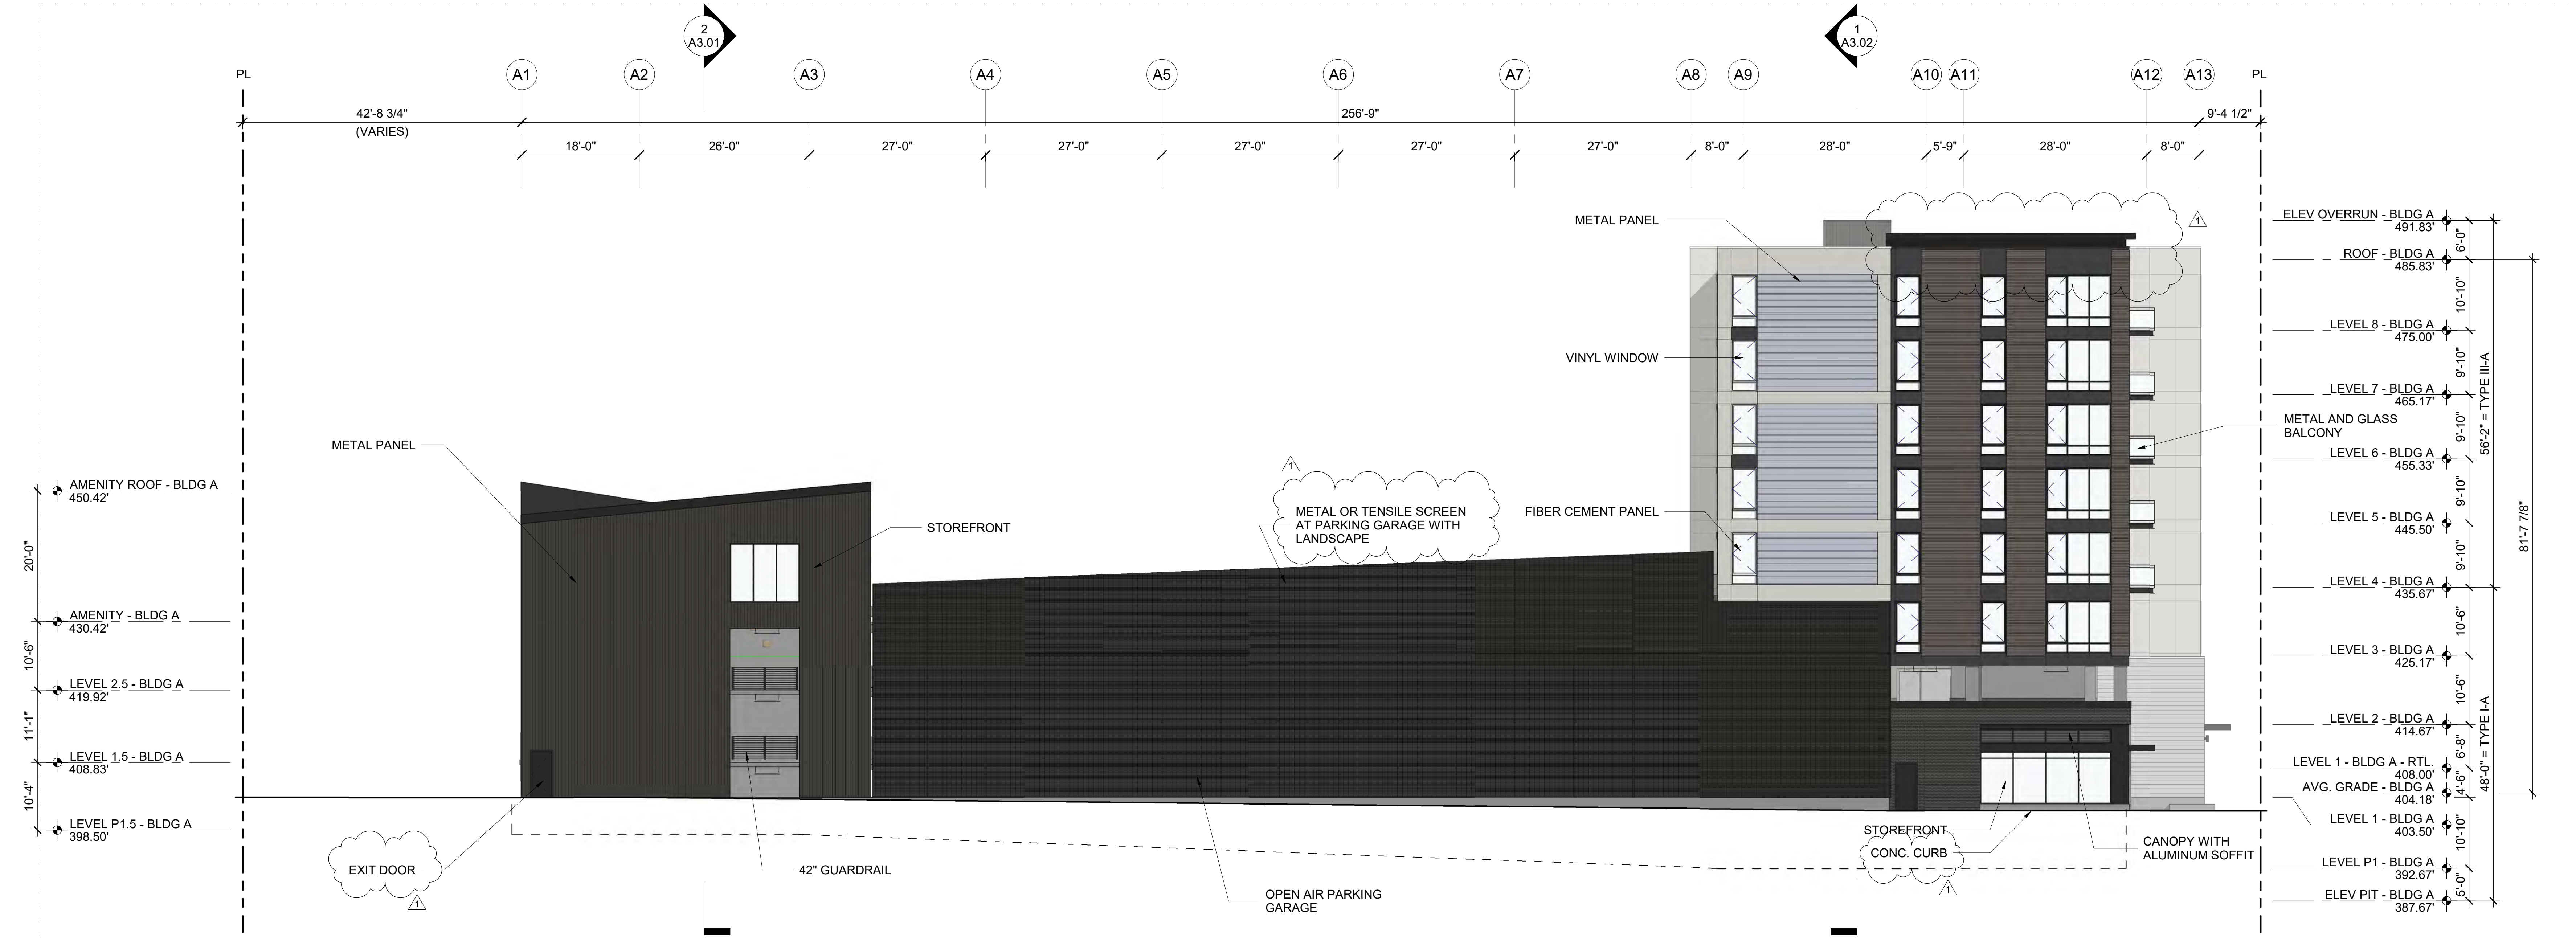 2
A3.01
1
A3.02
PL
A1
A2
A3
A4
A5
A6
A7
A8
A9
A10
A11
A12
A13
PL
42'-8 3/4"
(VARIES)
256'-9"
9'-4 1/2"
18'-0"
26'-0"
27'-0"
27'-0"
27'-0"
27'-0"
27'-0"
8'-0"
28'-0"
5'-9"
28'-0"
8'-0"
METAL PANEL
VINYL WINDOW
FIBER CEMENT PANEL
1
METAL PANEL
STOREFRONT
1
METAL OR TENSILE SCREEN
AT PARKING GARAGE WITH
LANDSCAPE
METAL AND GLASS
BALCONY
AMENITY ROOF - BLDG A
450.42'
20'-0"
AMENITY - BLDG A
430.42'
10'-6"
LEVEL 2.5 - BLDG A
419.92'
11'-1"
LEVEL 1.5 - BLDG A
408.83'
10'-4"
LEVEL P1.5 - BLDG A
398.50'
EXIT DOOR
1
42" GUARDRAIL
OPEN AIR PARKING
GARAGE
STOREFRONT
CONC. CURB
1
CANOPY WITH
ALUMINUM SOFFIT
ELEV OVERRUN - BLDG A
491.83'
6'-0"
ROOF - BLDG A
485.83'
10'-10"
LEVEL 8 - BLDG A
475.00'
9'-10"
LEVEL 7 - BLDG A
465.17'
9'-10"
LEVEL 6 - BLDG A
455.33'
9'-10"
LEVEL 5 - BLDG A
445.50'
9'-10"
LEVEL 4 - BLDG A
435.67'
10'-6"
LEVEL 3 - BLDG A
425.17'
10'-6"
LEVEL 2 - BLDG A
414.67'
6'-8"
LEVEL 1 - BLDG A - RTL.
408.00'
4'-6"
AVG. GRADE - BLDG A
404.18'
LEVEL 1 - BLDG A
403.50'
10'-10"
LEVEL P1 - BLDG A
392.67'
5'-0"
ELEV PIT - BLDG A
387.67'
56'-2" = TYPE III-A
48'-0" = TYPE I-A
81'-7 7/8"